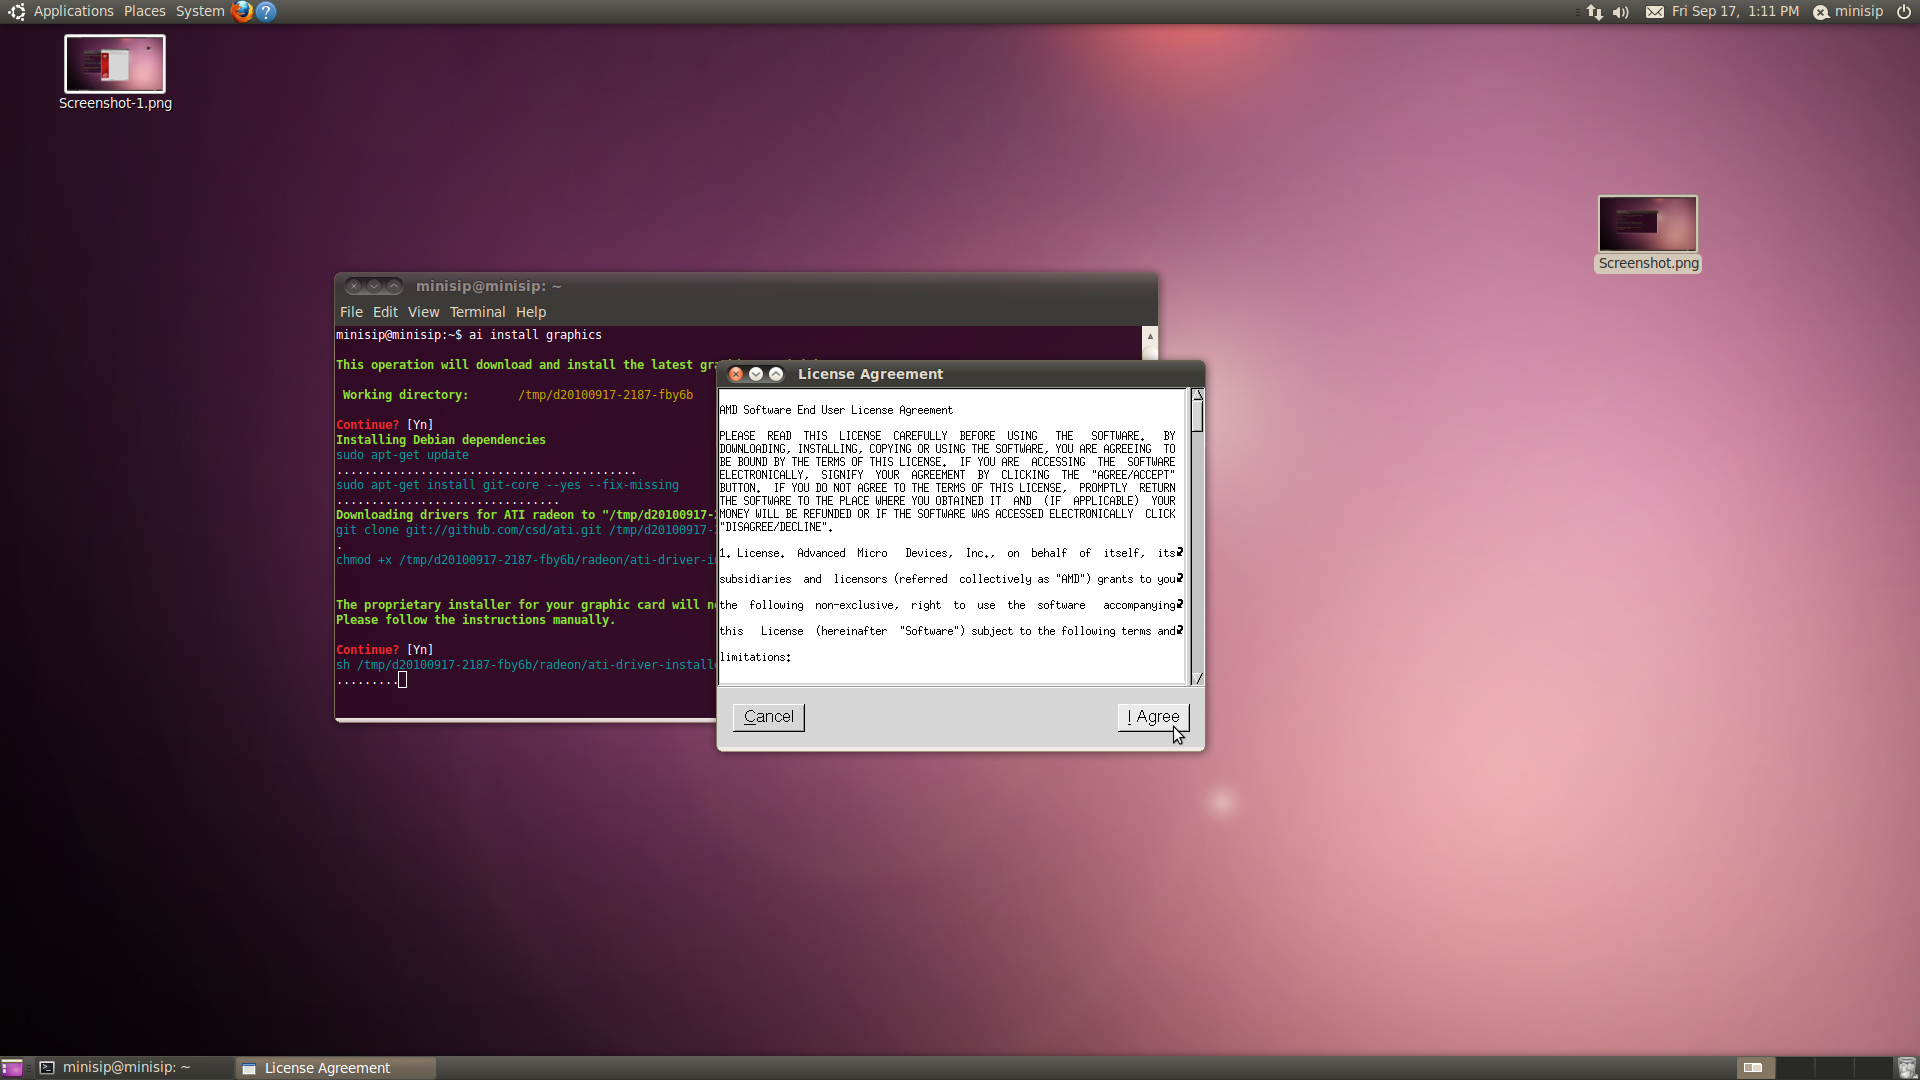 Applications Places System
Fri Sep 17, 1:11 PM minisip
Screenshot-1.png
Screenshot.png
minisip@minisip: ~
File Edit View Terminal Help
minisip@minisip:~$ ai install graphics
This operation will download and install the latest
Working directory: /tmp/d20100917-2187-fby6b
Continue? [Yn]
Installing Debian dependencies
sudo apt-get update
...........................................
sudo apt-get install git-core --yes --fix-missing
................................
Downloading drivers for ATI radeon to "/tmp/d20100917-
git clone git://github.com/csd/ati.git /tmp/d20100917-
.
chmod +x /tmp/d20100917-2187-fby6b/radeon/ati-driver-i
The proprietary installer for your graphic card will
Please follow the instructions manually.
Continue? [Yn]
sh /tmp/d20100917-2187-fby6b/radeon/ati-driver-install
.........
License Agreement
AMD Software End User License Agreement
PLEASE READ THIS LICENSE CAREFULLY BEFORE USING THE SOFTWARE. BY
DOWNLOADING, INSTALLING, COPYING OR USING THE SOFTWARE, YOU ARE AGREEING TO
BE BOUND BY THE TERMS OF THIS LICENSE. IF YOU ARE ACCESSING THE SOFTWARE
ELECTRONICALLY, SIGNIFY YOUR AGREEMENT BY CLICKING THE "AGREE/ACCEPT"
BUTTON. IF YOU DO NOT AGREE TO THE TERMS OF THIS LICENSE, PROMPTLY RETURN
THE SOFTWARE TO THE PLACE WHERE YOU OBTAINED IT AND (IF APPLICABLE) YOUR
MONEY WILL BE REFUNDED OR IF THE SOFTWARE WAS ACCESSED ELECTRONICALLY CLICK
"DISAGREE/DECLINE".
1. License. Advanced Micro Devices, Inc., on behalf of itself, its
subsidiaries and licensors (referred collectively as "AMD") grants to you
the following non-exclusive, right to use the software accompanying
this License (hereinafter "Software") subject to the following terms and
limitations:
Cancel I Agree
minisip@minisip: ~ License Agreement